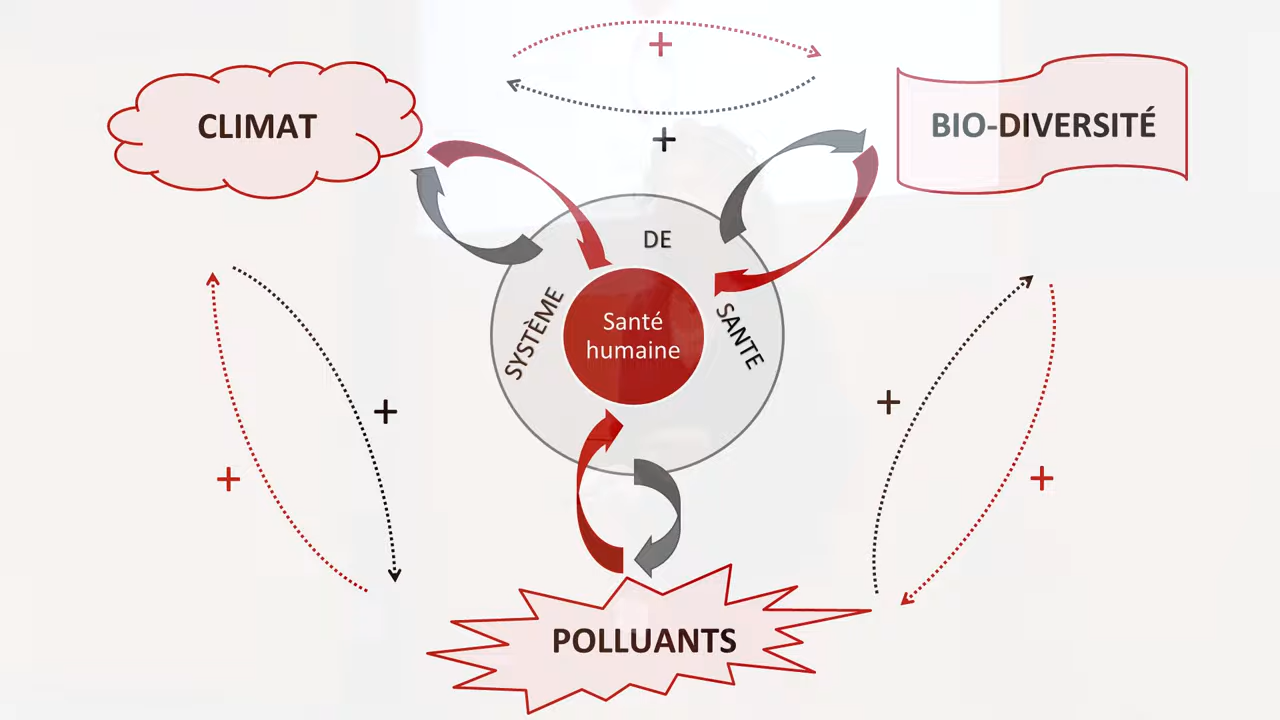 +
CLIMAT
BIO-DIVERSITÉ
+
DE
SYSTÈME
SANTE
Santé
humaine
+
+
+
+
POLLUANTS